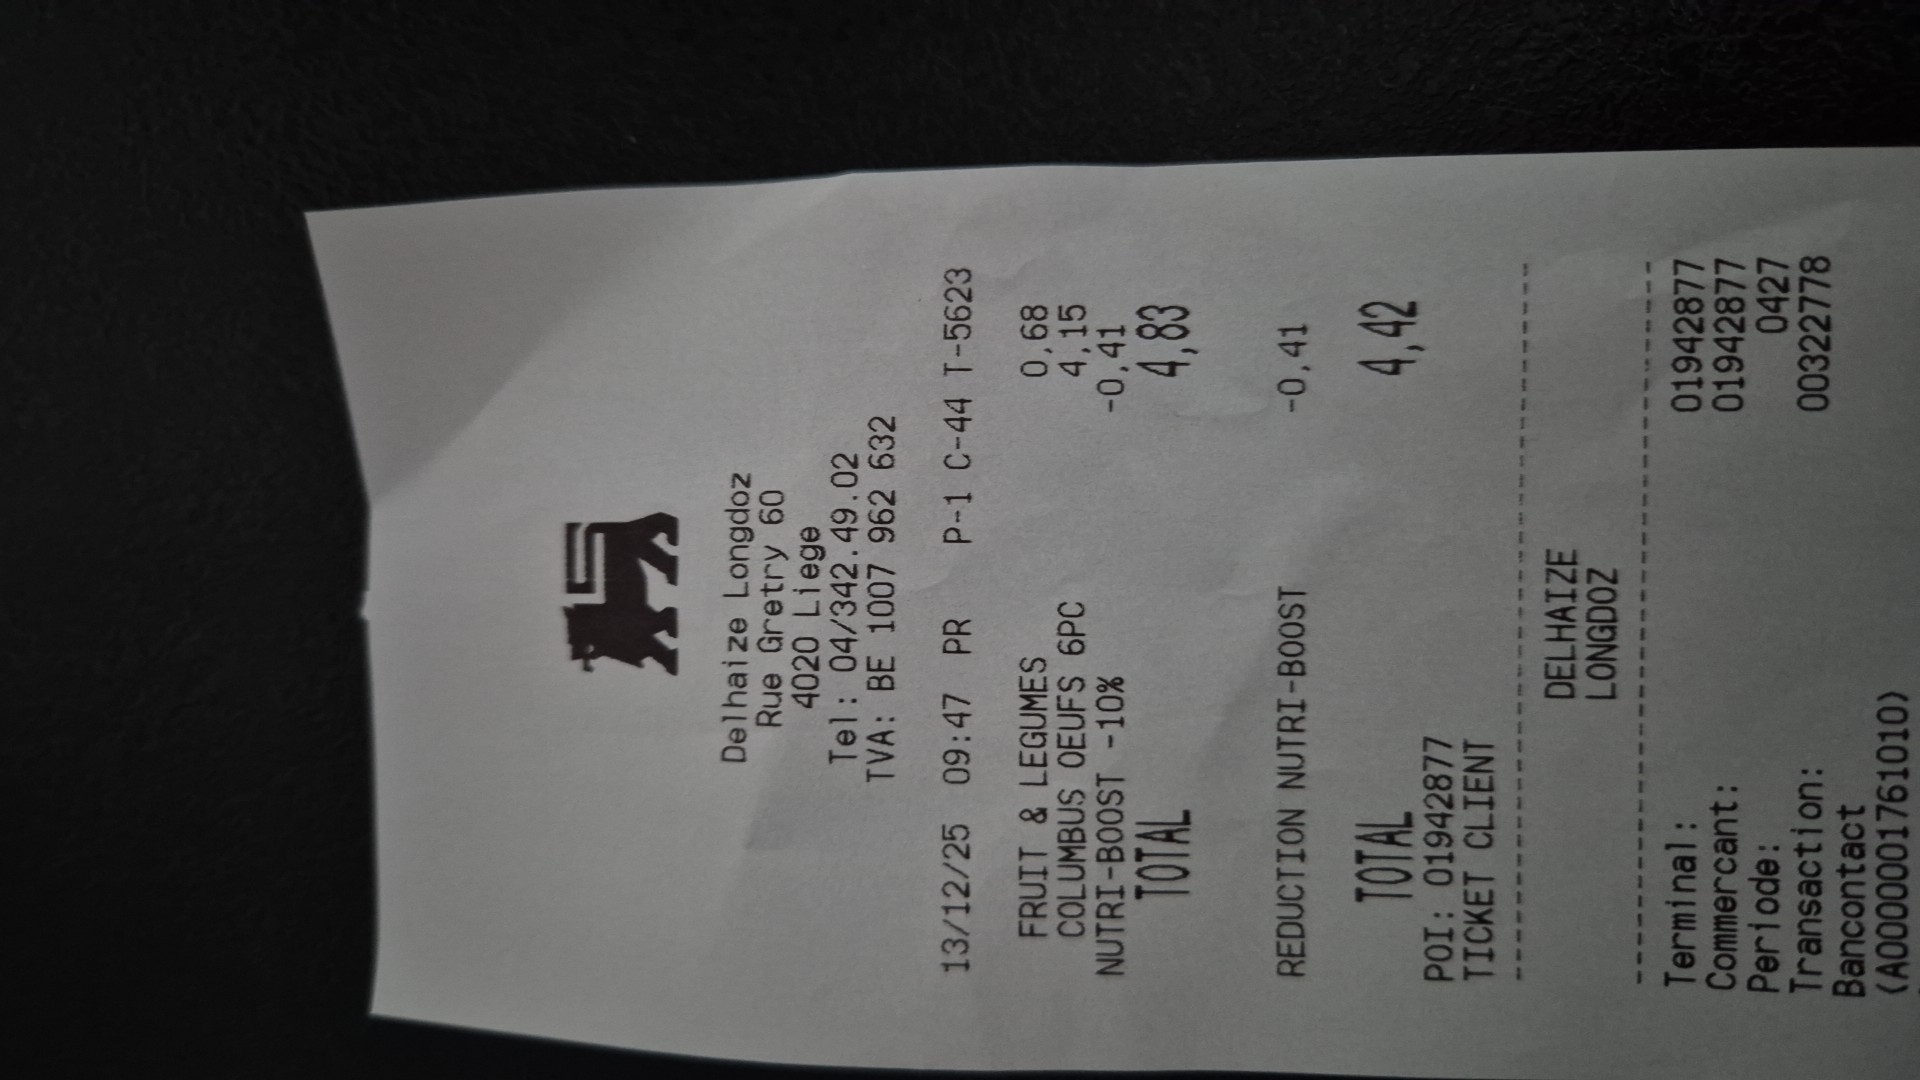 Delhaize Longdoz
Rue Gretry 60
4020 Liege
Tel: 04/342.49.02
TVA: BE 1007 962 632
13/12/25 09:47 PR P-1 C-44 T-5623
FRUIT & LEGUMES 0,68
COLUMBUS OEUFS 6PC 4,15
NUTRI-BOOST -10% -0,41
TOTAL 4,83
REDUCTION NUTRI-BOOST -0,41
TOTAL 4,42
POI: 01942877
TICKET CLIENT
DELHAIZE
LONGDOZ
Terminal: 01942877
Commercant: 01942877
Periode: 0427
Transaction: 00322778
Bancontact
(A0000001761010)